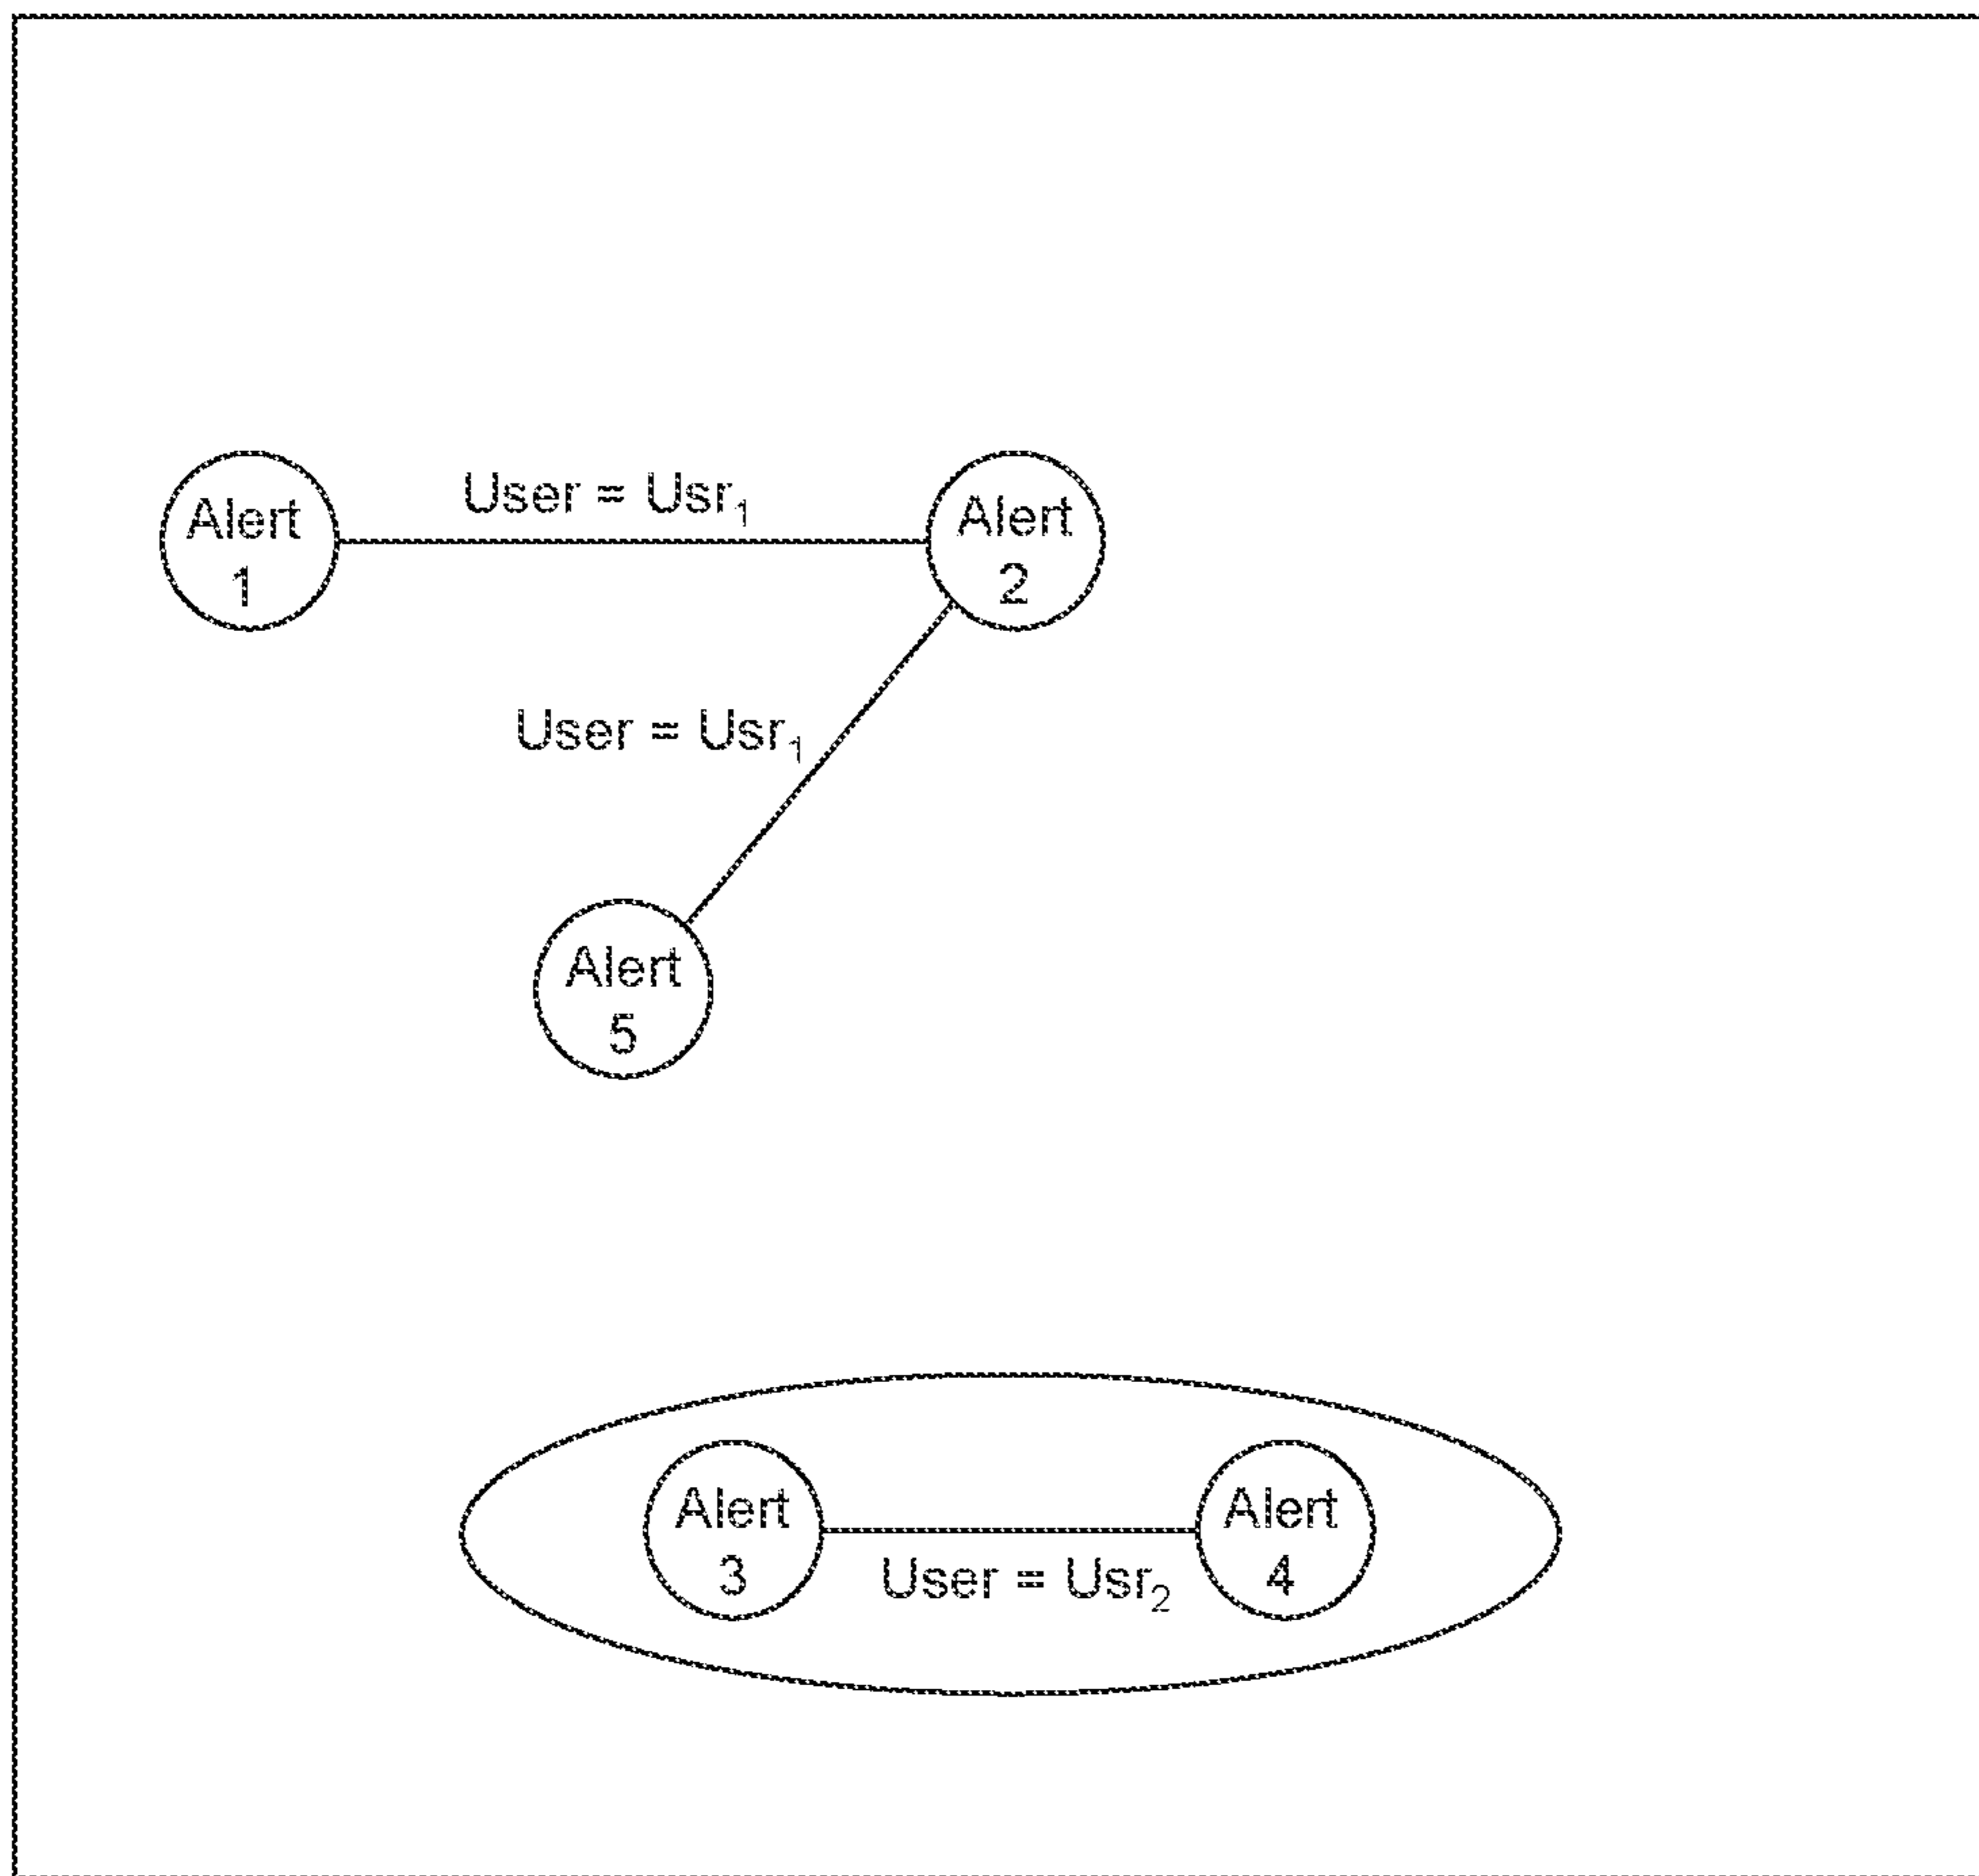 User = Usr₁
Alert
1
Alert
2
User = Usr₁
Alert
5
Alert
3
Alert
4
User = Usr₂